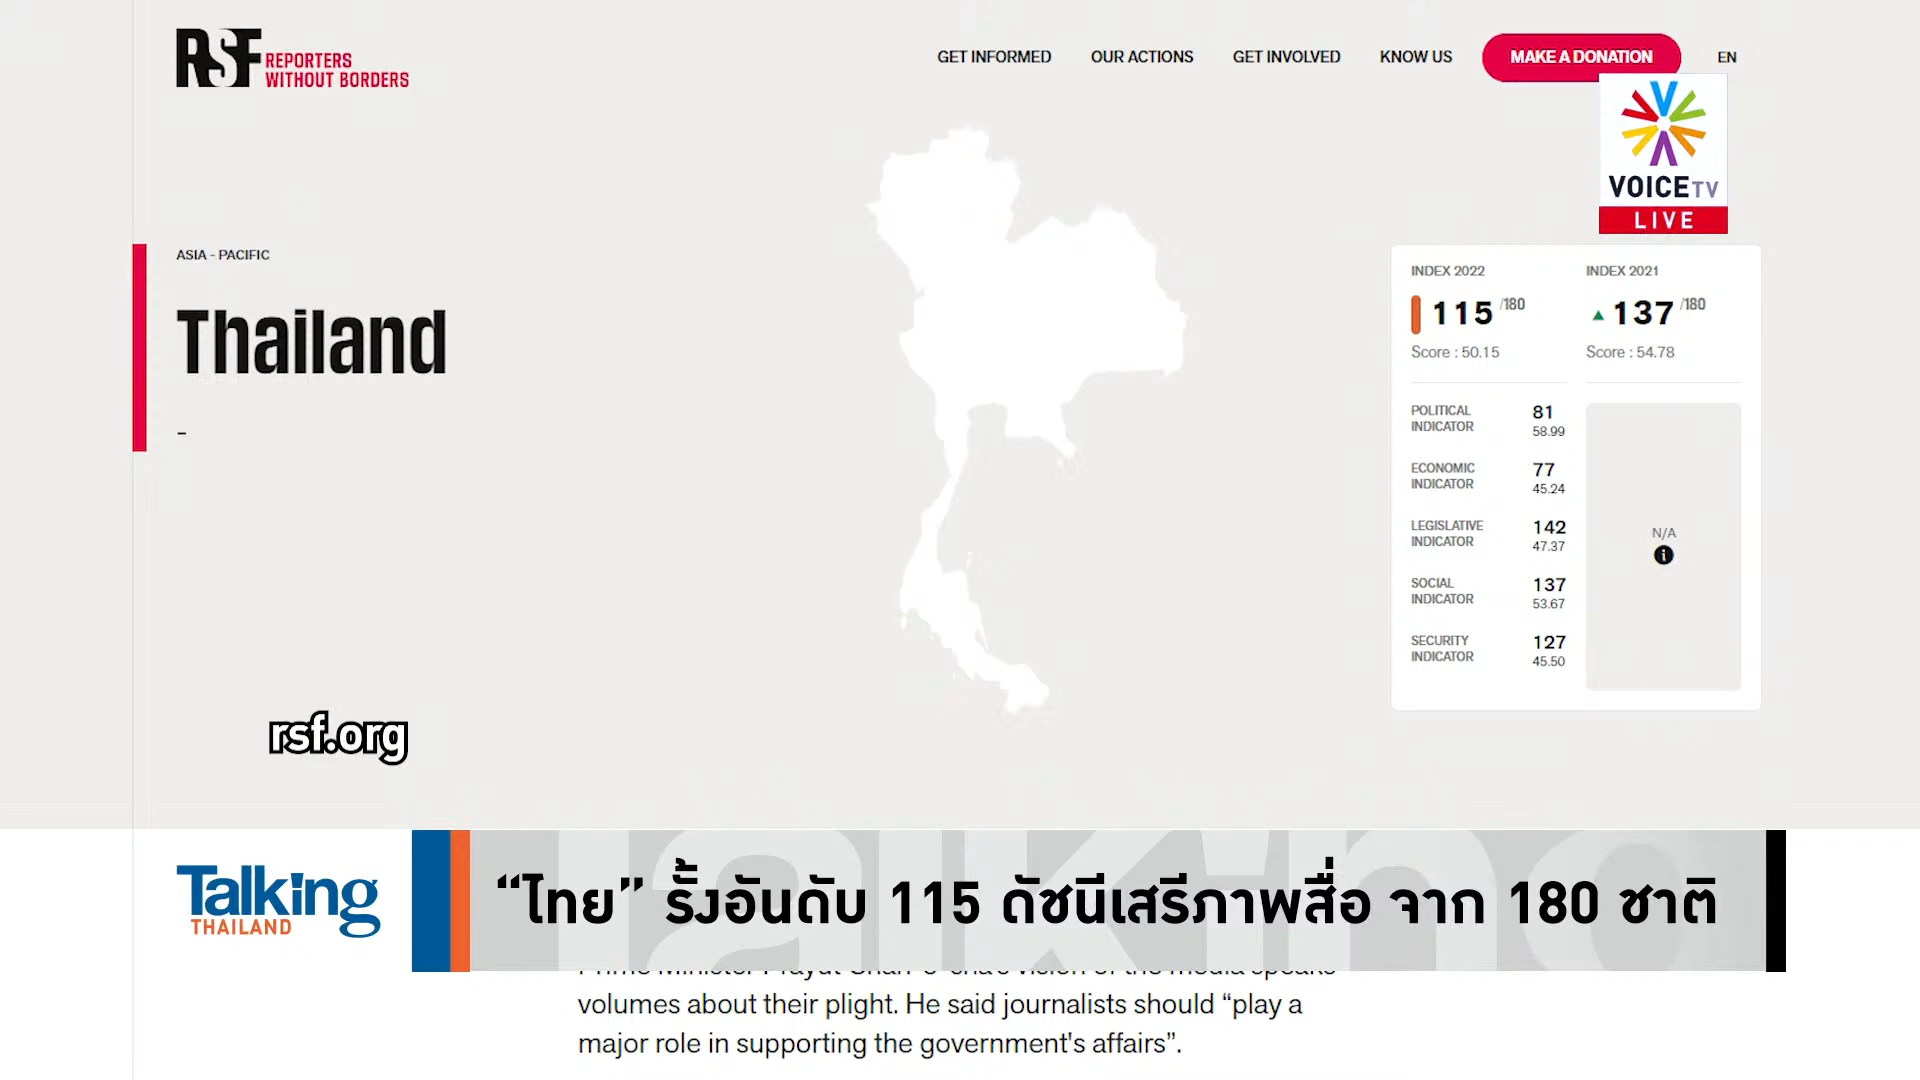 RSF REPORTERS
WITHOUT BORDERS
GET INFORMED
OUR ACTIONS
GET INVOLVED
KNOW US
MAKE A DONATION
EN
VOICE TV
LIVE
ASIA - PACIFIC
Thailand
-
INDEX 2022
115 /180
Score : 50.15
INDEX 2021
▲ 137 /180
Score : 54.78
POLITICAL
INDICATOR
81
58.99
ECONOMIC
INDICATOR
77
45.24
LEGISLATIVE
INDICATOR
142
47.37
SOCIAL
INDICATOR
137
53.67
SECURITY
INDICATOR
127
45.50
N/A
i
rsf.org
Talking
THAILAND
“ไทย” รั้งอันดับ 115 ดัชนีเสรีภาพสื่อ จาก 180 ชาติ
volumes about their plight. He said journalists should “play a
major role in supporting the government's affairs”.